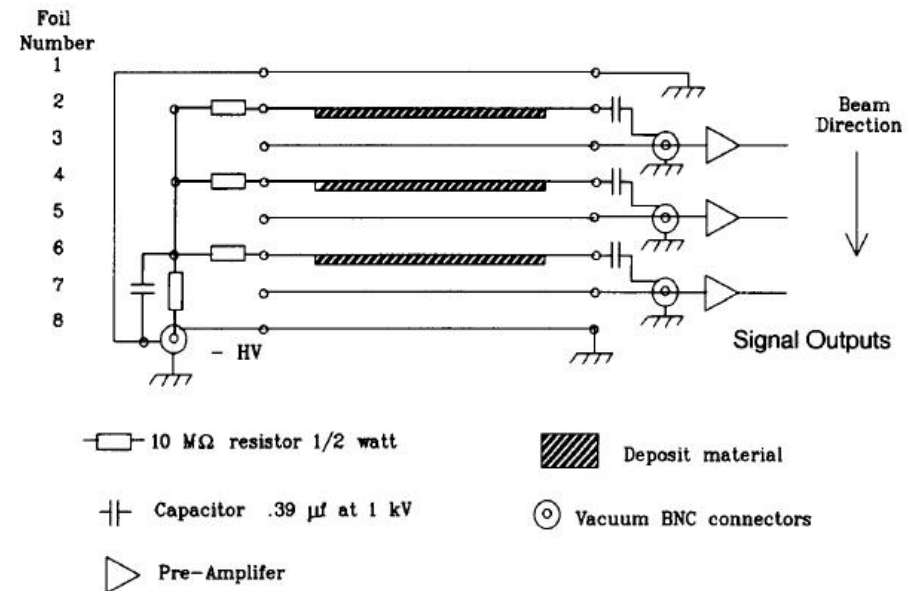 Foil
Number
1
2
3
4
5
6
7
8
Beam
Direction
- HV
Signal Outputs
10 MΩ resistor 1/2 watt
Deposit material
Capacitor .39 μf at 1 kV
Vacuum BNC connectors
Pre-Amplifer